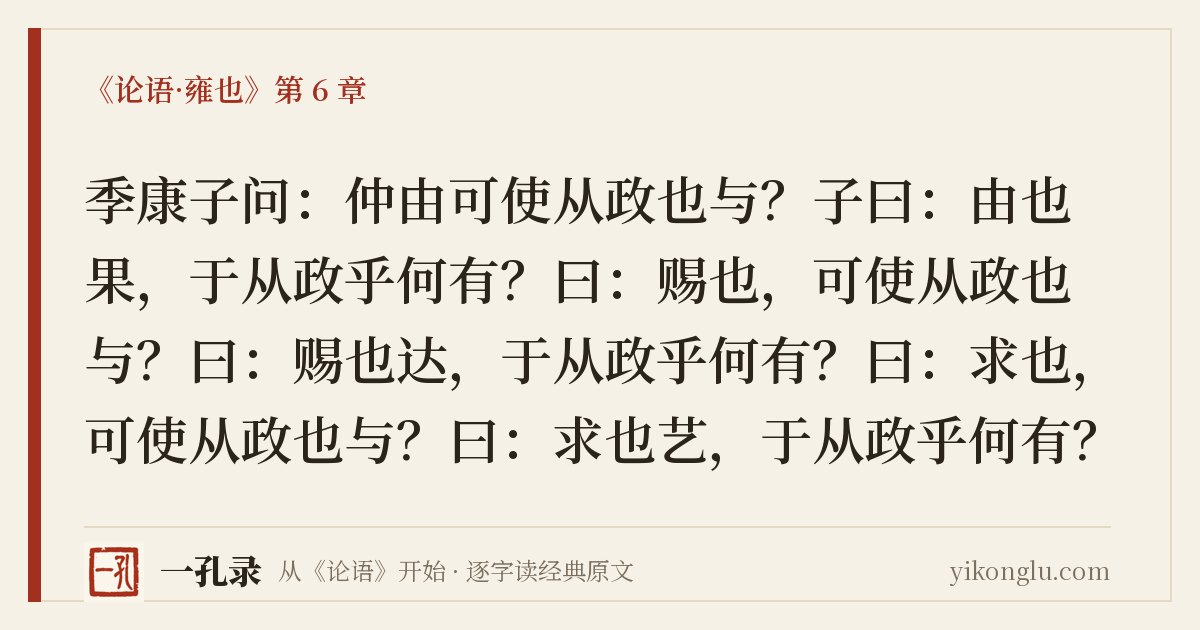 《论语·雍也》第 6 章
季康子问：仲由可使从政也与？子曰：由也
果，于从政乎何有？曰：赐也，可使从政也
与？曰：赐也达，于从政乎何有？曰：求也，
可使从政也与？曰：求也艺，于从政乎何有？
一孔
一孔录 从《论语》开始 · 逐字读经典原文 yikonglu.com